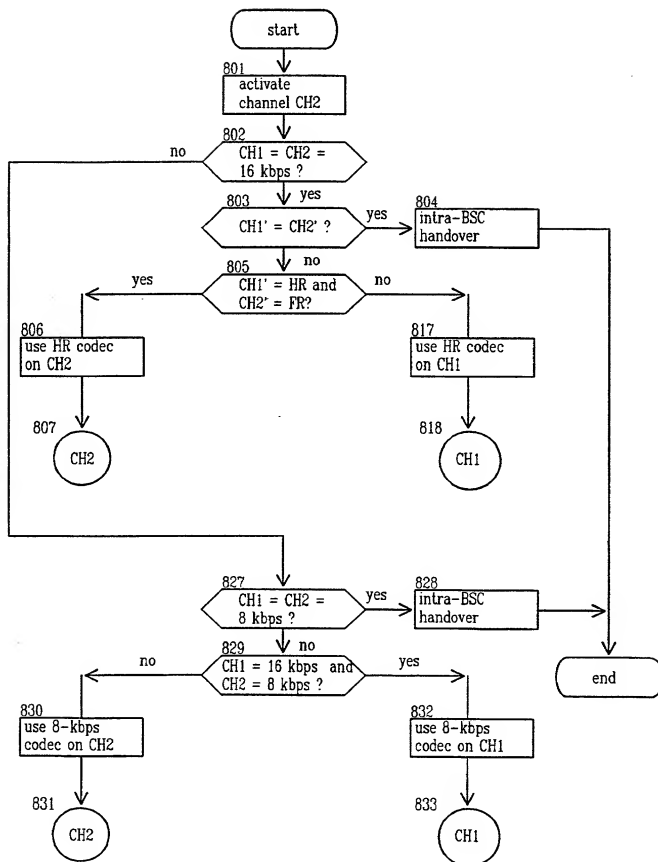 start
801
activate
channel CH2
802
no
CH1 = CH2 =
16 kbps ?
yes
803
CH1' = CH2' ?
yes
804
intra-BSC
handover
no
805
yes
CH1' = HR and
CH2' = FR?
no
806
use HR codec
on CH2
817
use HR codec
on CH1
807
CH2
818
CH1
827
CH1 = CH2 =
8 kbps ?
yes
828
intra-BSC
handover
no
829
no
CH1 = 16 kbps and
CH2 = 8 kbps ?
yes
end
830
use 8-kbps
codec on CH2
832
use 8-kbps
codec on CH1
831
CH2
833
CH1